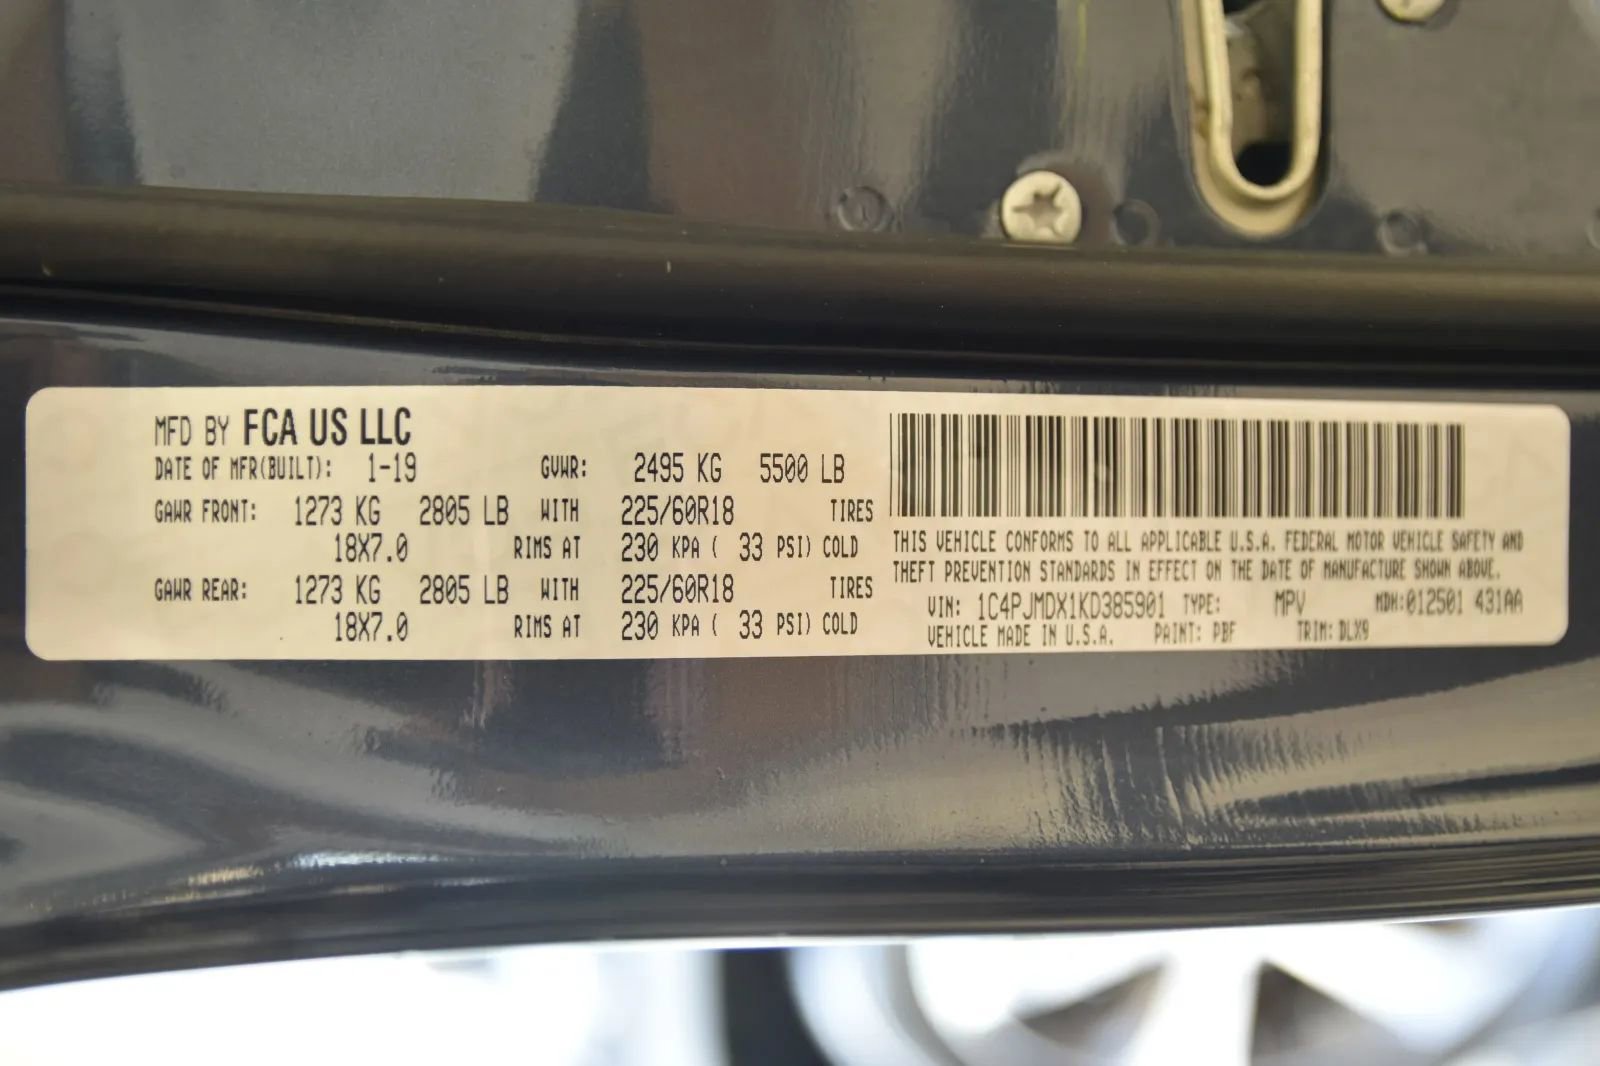 MFD BY FCA US LLC
DATE OF MFR(BUILT): 1-19 GVWR: 2495 KG 5500 LB
GAWR FRONT: 1273 KG 2805 LB WITH 225/60R18 TIRES
18X7.0 RIMS AT 230 KPA ( 33 PSI) COLD
GAWR REAR: 1273 KG 2805 LB WITH 225/60R18 TIRES
18X7.0 RIMS AT 230 KPA ( 33 PSI) COLD
THIS VEHICLE CONFORMS TO ALL APPLICABLE U.S.A. FEDERAL MOTOR VEHICLE SAFETY AND
THEFT PREVENTION STANDARDS IN EFFECT ON THE DATE OF MANUFACTURE SHOWN ABOVE.
VIN: 1C4PJMDX1KD385901 TYPE: MPV MDH:012501 431AA
VEHICLE MADE IN U.S.A. PAINT: PBF TRIM: DLX9